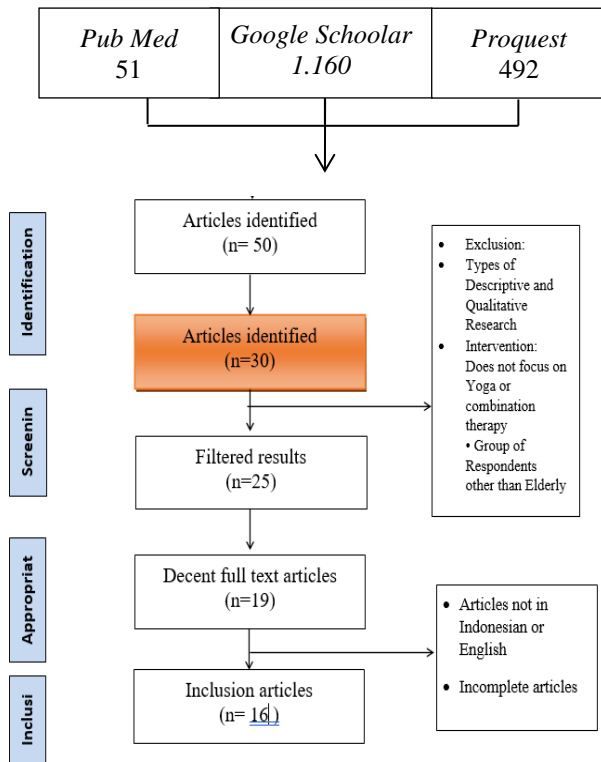 Pub Med
51
Google Schoolar
1.160
Proquest
492
Identification
Articles identified
(n= 50)
Articles identified
(n=30)
• Exclusion:
• Types of
Descriptive and
Qualitative
Research
• Intervention:
Does not focus on
Yoga or
combination
therapy
• Group of
Respondents
other than Elderly
Screenin
Filtered results
(n=25)
Appropriat
Decent full text articles
(n=19)
• Articles not in
Indonesian or
English
• Incomplete articles
Inclusi
Inclusion articles
(n= 16 )